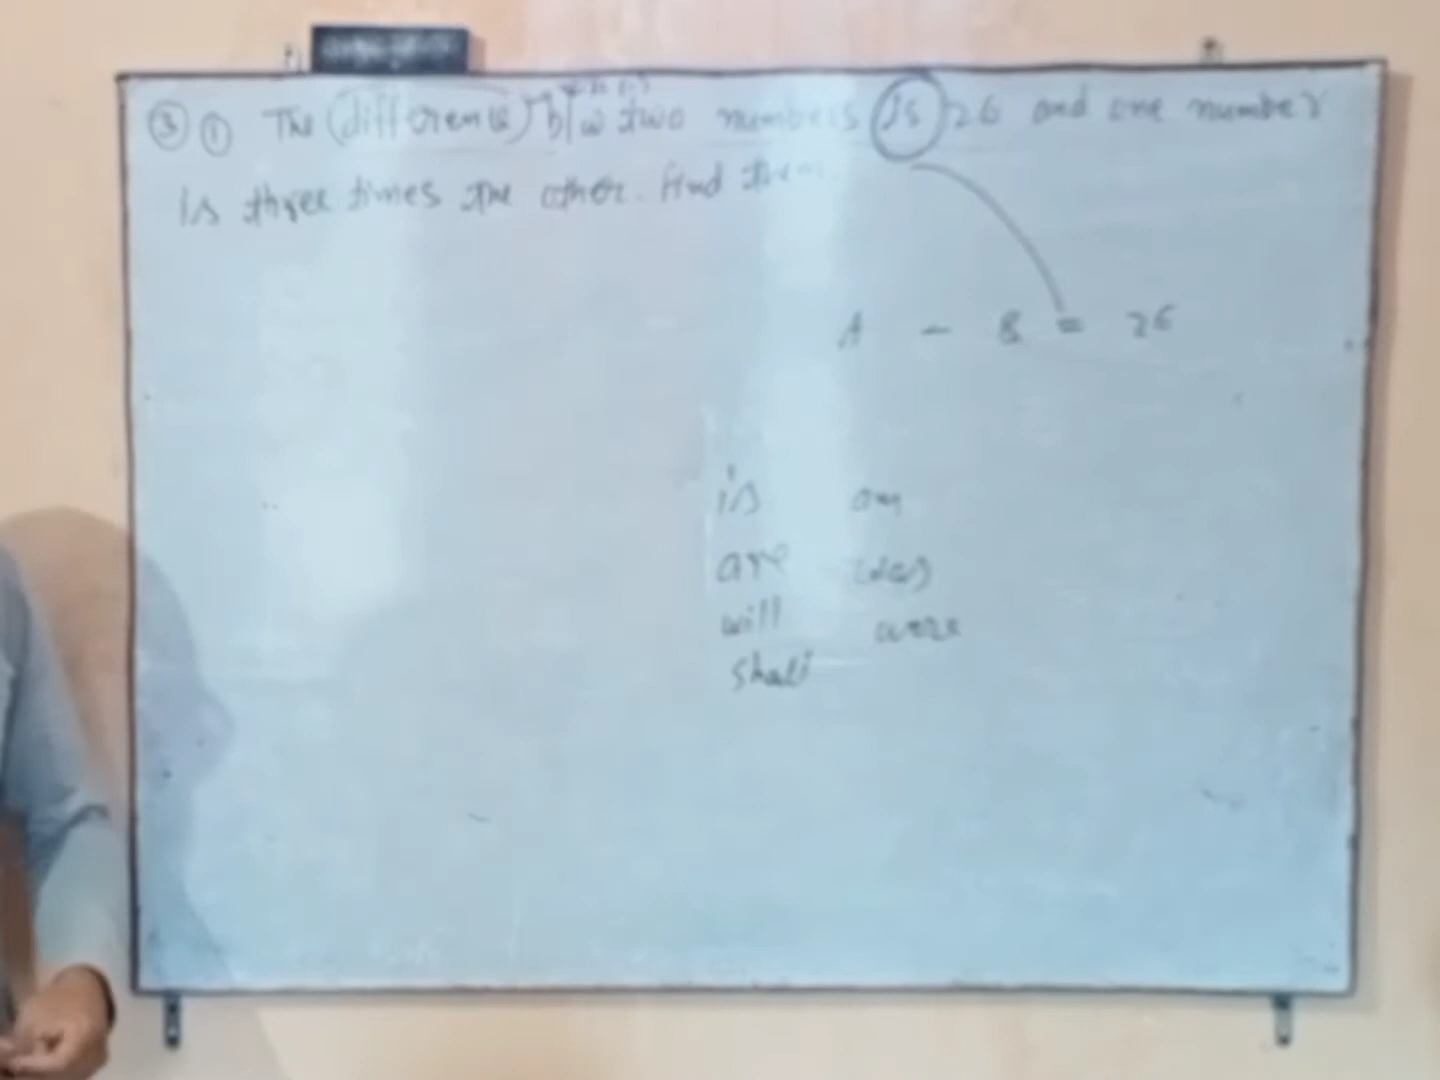 ③ ① The difference b/w two numbers is 26 and one number
is three times the other. Find them.
A - B = 26
is am
are
will were
shall